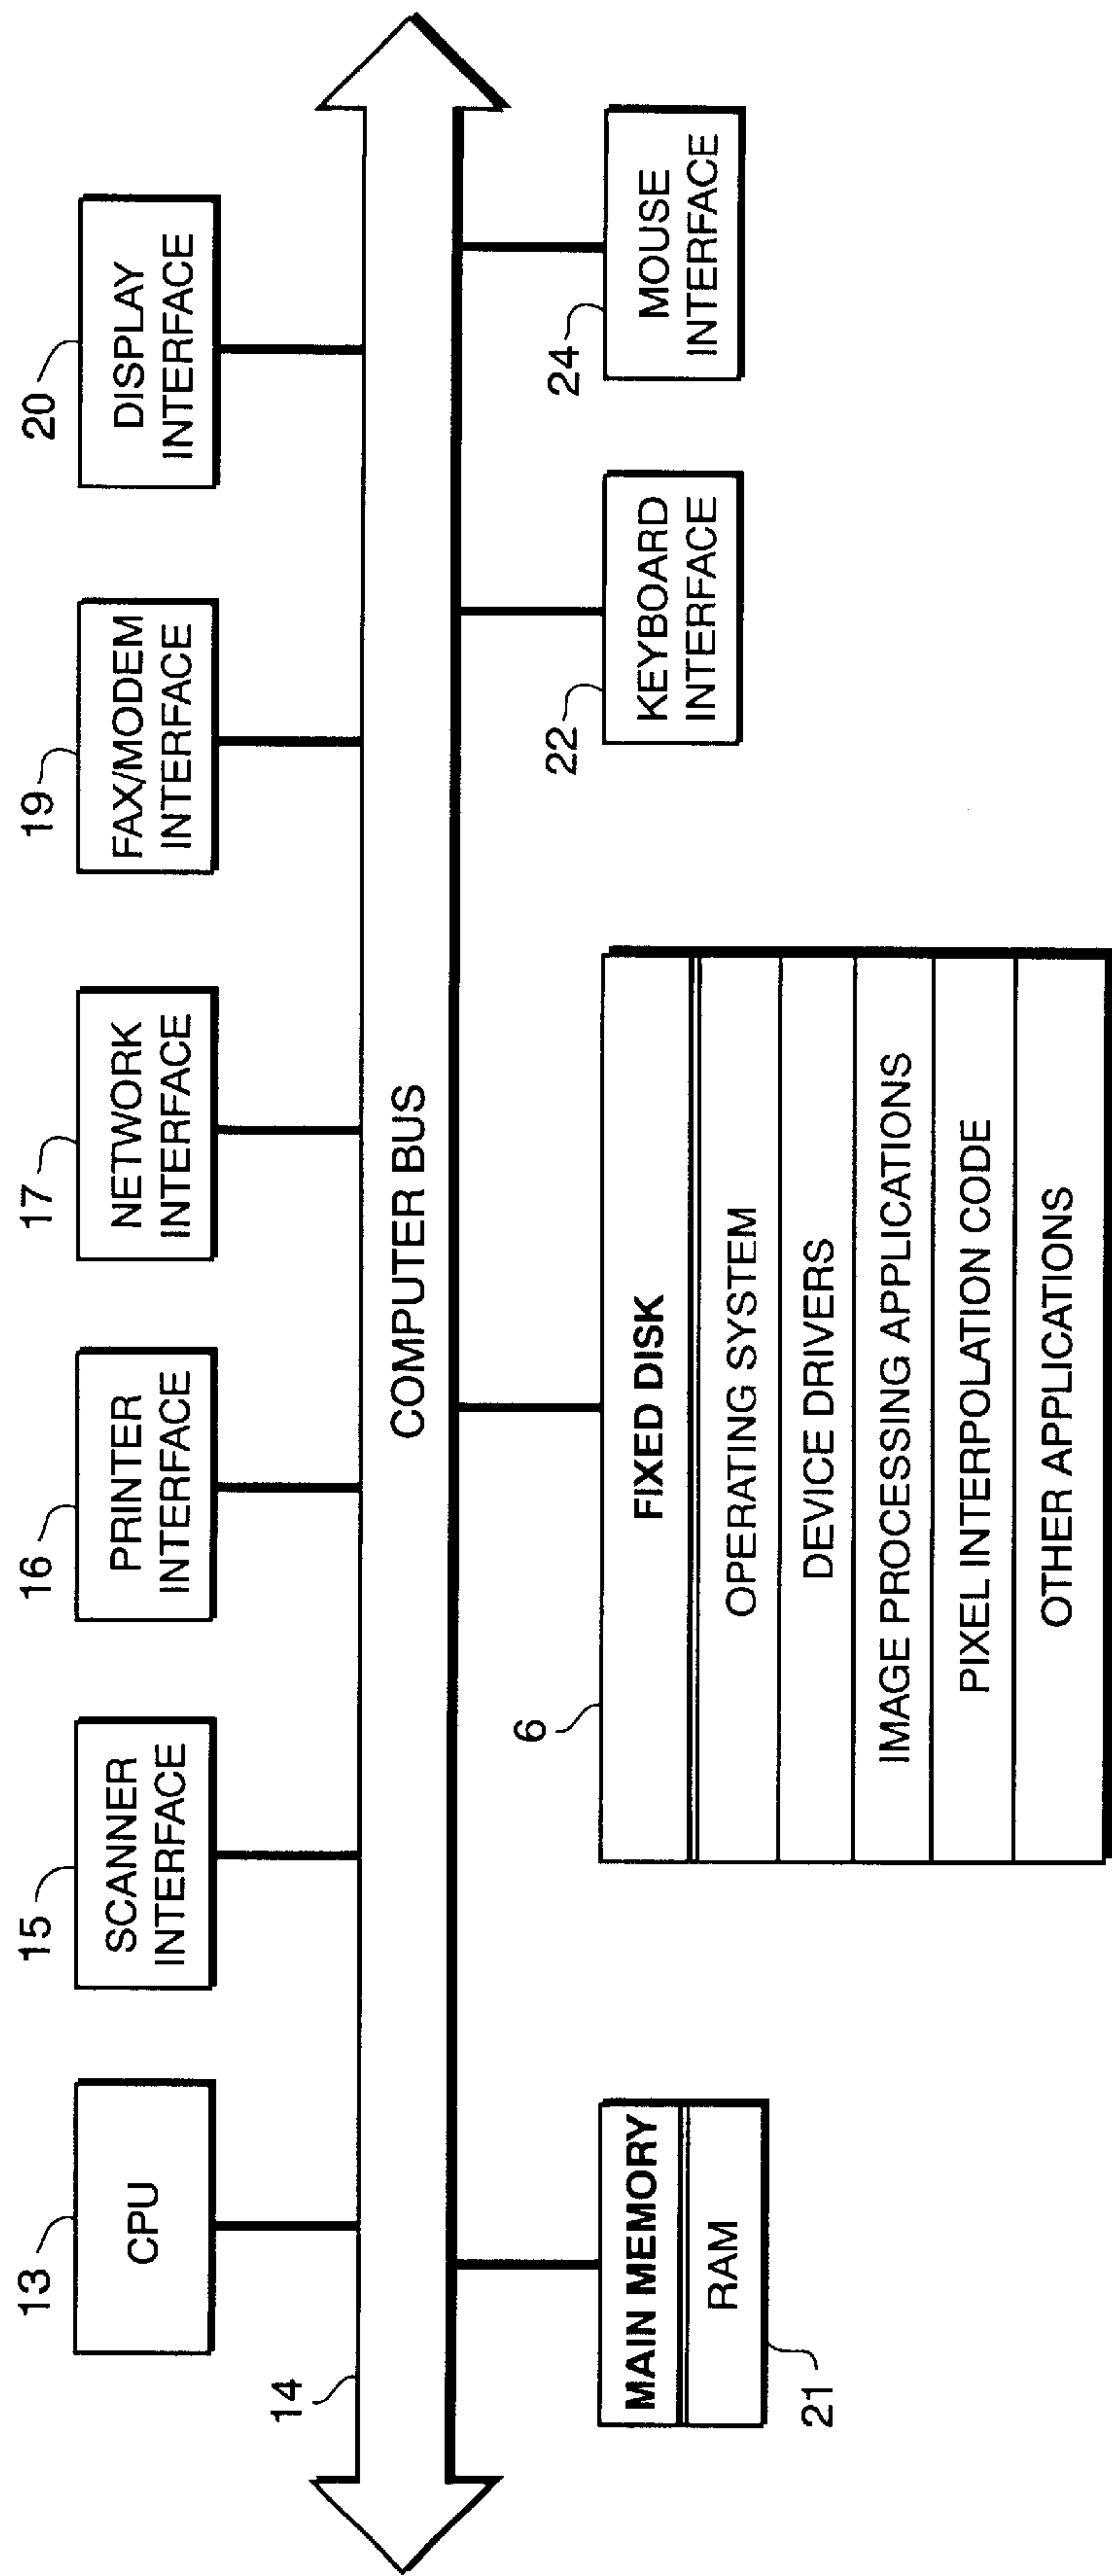 13
CPU
15
SCANNER
INTERFACE
16
PRINTER
INTERFACE
17
NETWORK
INTERFACE
19
FAX/MODEM
INTERFACE
20
DISPLAY
INTERFACE
14
COMPUTER BUS
MAIN MEMORY
RAM
21
6
FIXED DISK
OPERATING SYSTEM
DEVICE DRIVERS
IMAGE PROCESSING APPLICATIONS
PIXEL INTERPOLATION CODE
OTHER APPLICATIONS
22
KEYBOARD
INTERFACE
24
MOUSE
INTERFACE